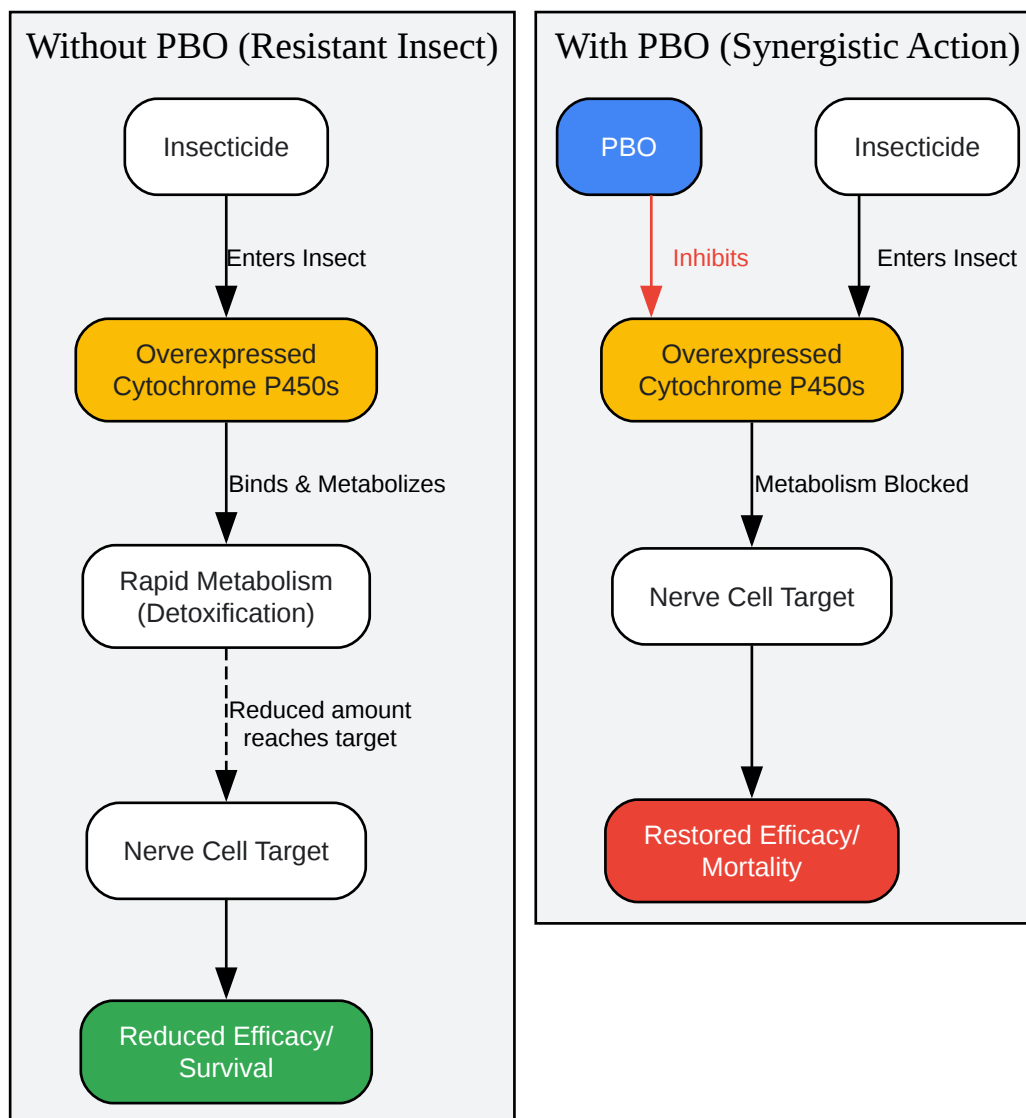 Without PBO (Resistant Insect)
Insecticide
Enters Insect
Overexpressed
Cytochrome P450s
Binds & Metabolizes
Rapid Metabolism
(Detoxification)
Reduced amount
reaches target
Nerve Cell Target
Reduced Efficacy/
Survival
With PBO (Synergistic Action)
PBO
Insecticide
Inhibits
Enters Insect
Overexpressed
Cytochrome P450s
Metabolism Blocked
Nerve Cell Target
Restored Efficacy/
Mortality